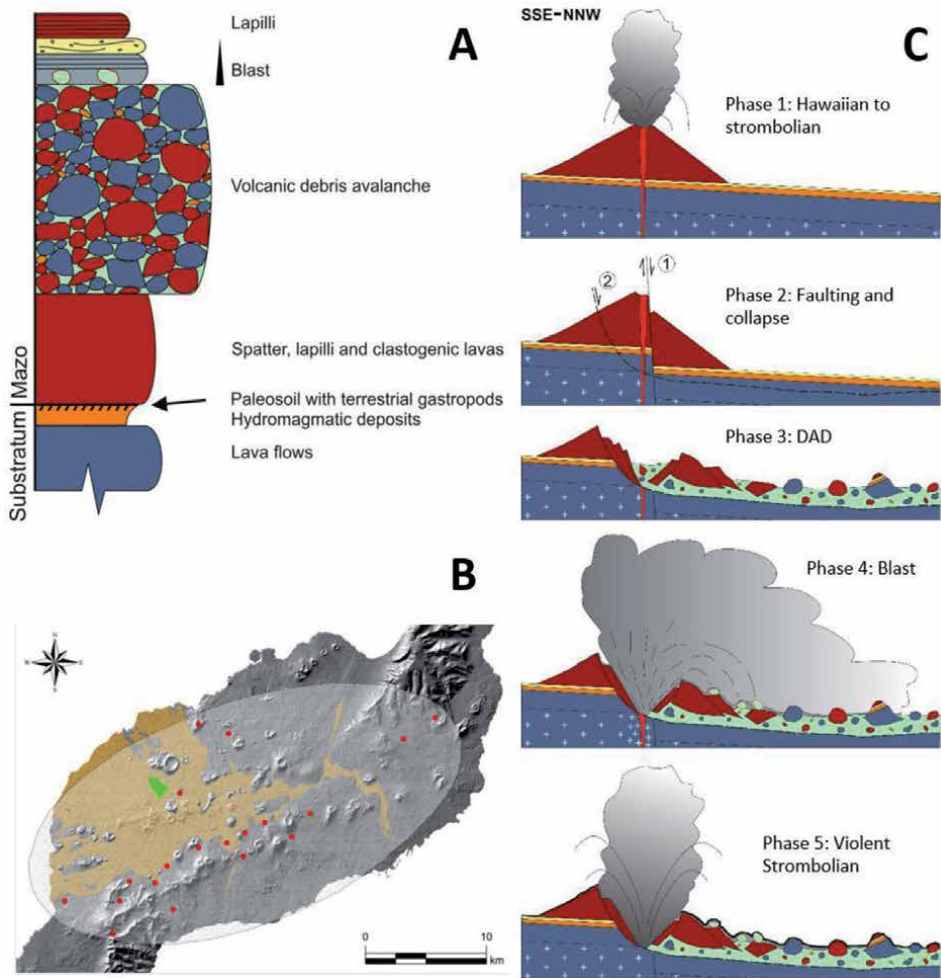 Lapilli
Blast
A
Volcanic debris avalanche
Spatter, lapilli and clastogenic lavas
Paleosoil with terrestrial gastropods
Hydromagmatic deposits
Lava flows
Substratum
Mazo
B
N
E
S
0
10
km
SSE-NNW
C
Phase 1: Hawaiian to
strombolian
1
2
Phase 2: Faulting and
collapse
Phase 3: DAD
Phase 4: Blast
Phase 5: Violent
Strombolian